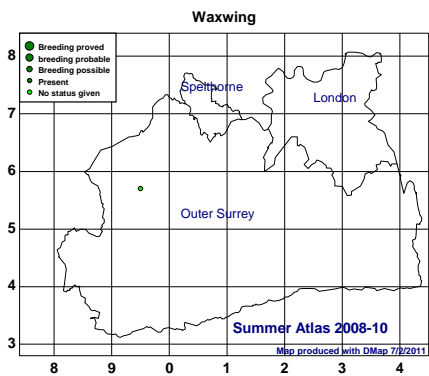 Waxwing
8
7
6
5
4
3
Breeding proved
breeding probable
Breeding possible
Present
No status given
Spelthorne
London
Outer Surrey
Summer Atlas 2008-10
Map produced with DMap 7/2/2011
8 9 0 1 2 3 4